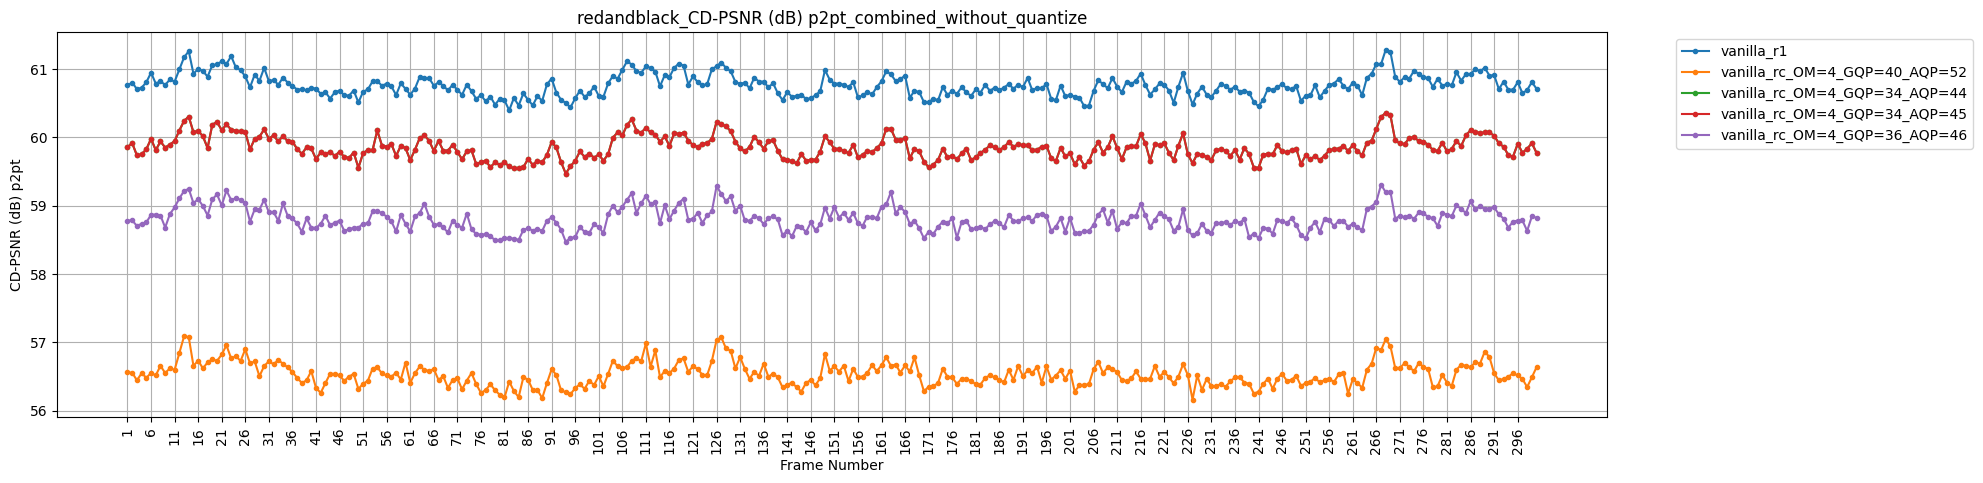 redandblack_CD-PSNR (dB) p2pt_combined_without_quantize
CD-PSNR (dB) p2pt
61
60
59
58
57
56
1 6 11 16 21 26 31 36 41 46 51 56 61 66 71 76 81 86 91 96 101 106 111 116 121 126 131 136 141 146 151 156 161 166 171 176 181 186 191 196 201 206 211 216 221 226 231 236 241 246 251 256 261 266 271 276 281 286 291 296
Frame Number
vanilla_r1
vanilla_rc_OM=4_GQP=40_AQP=52
vanilla_rc_OM=4_GQP=34_AQP=44
vanilla_rc_OM=4_GQP=34_AQP=45
vanilla_rc_OM=4_GQP=36_AQP=46